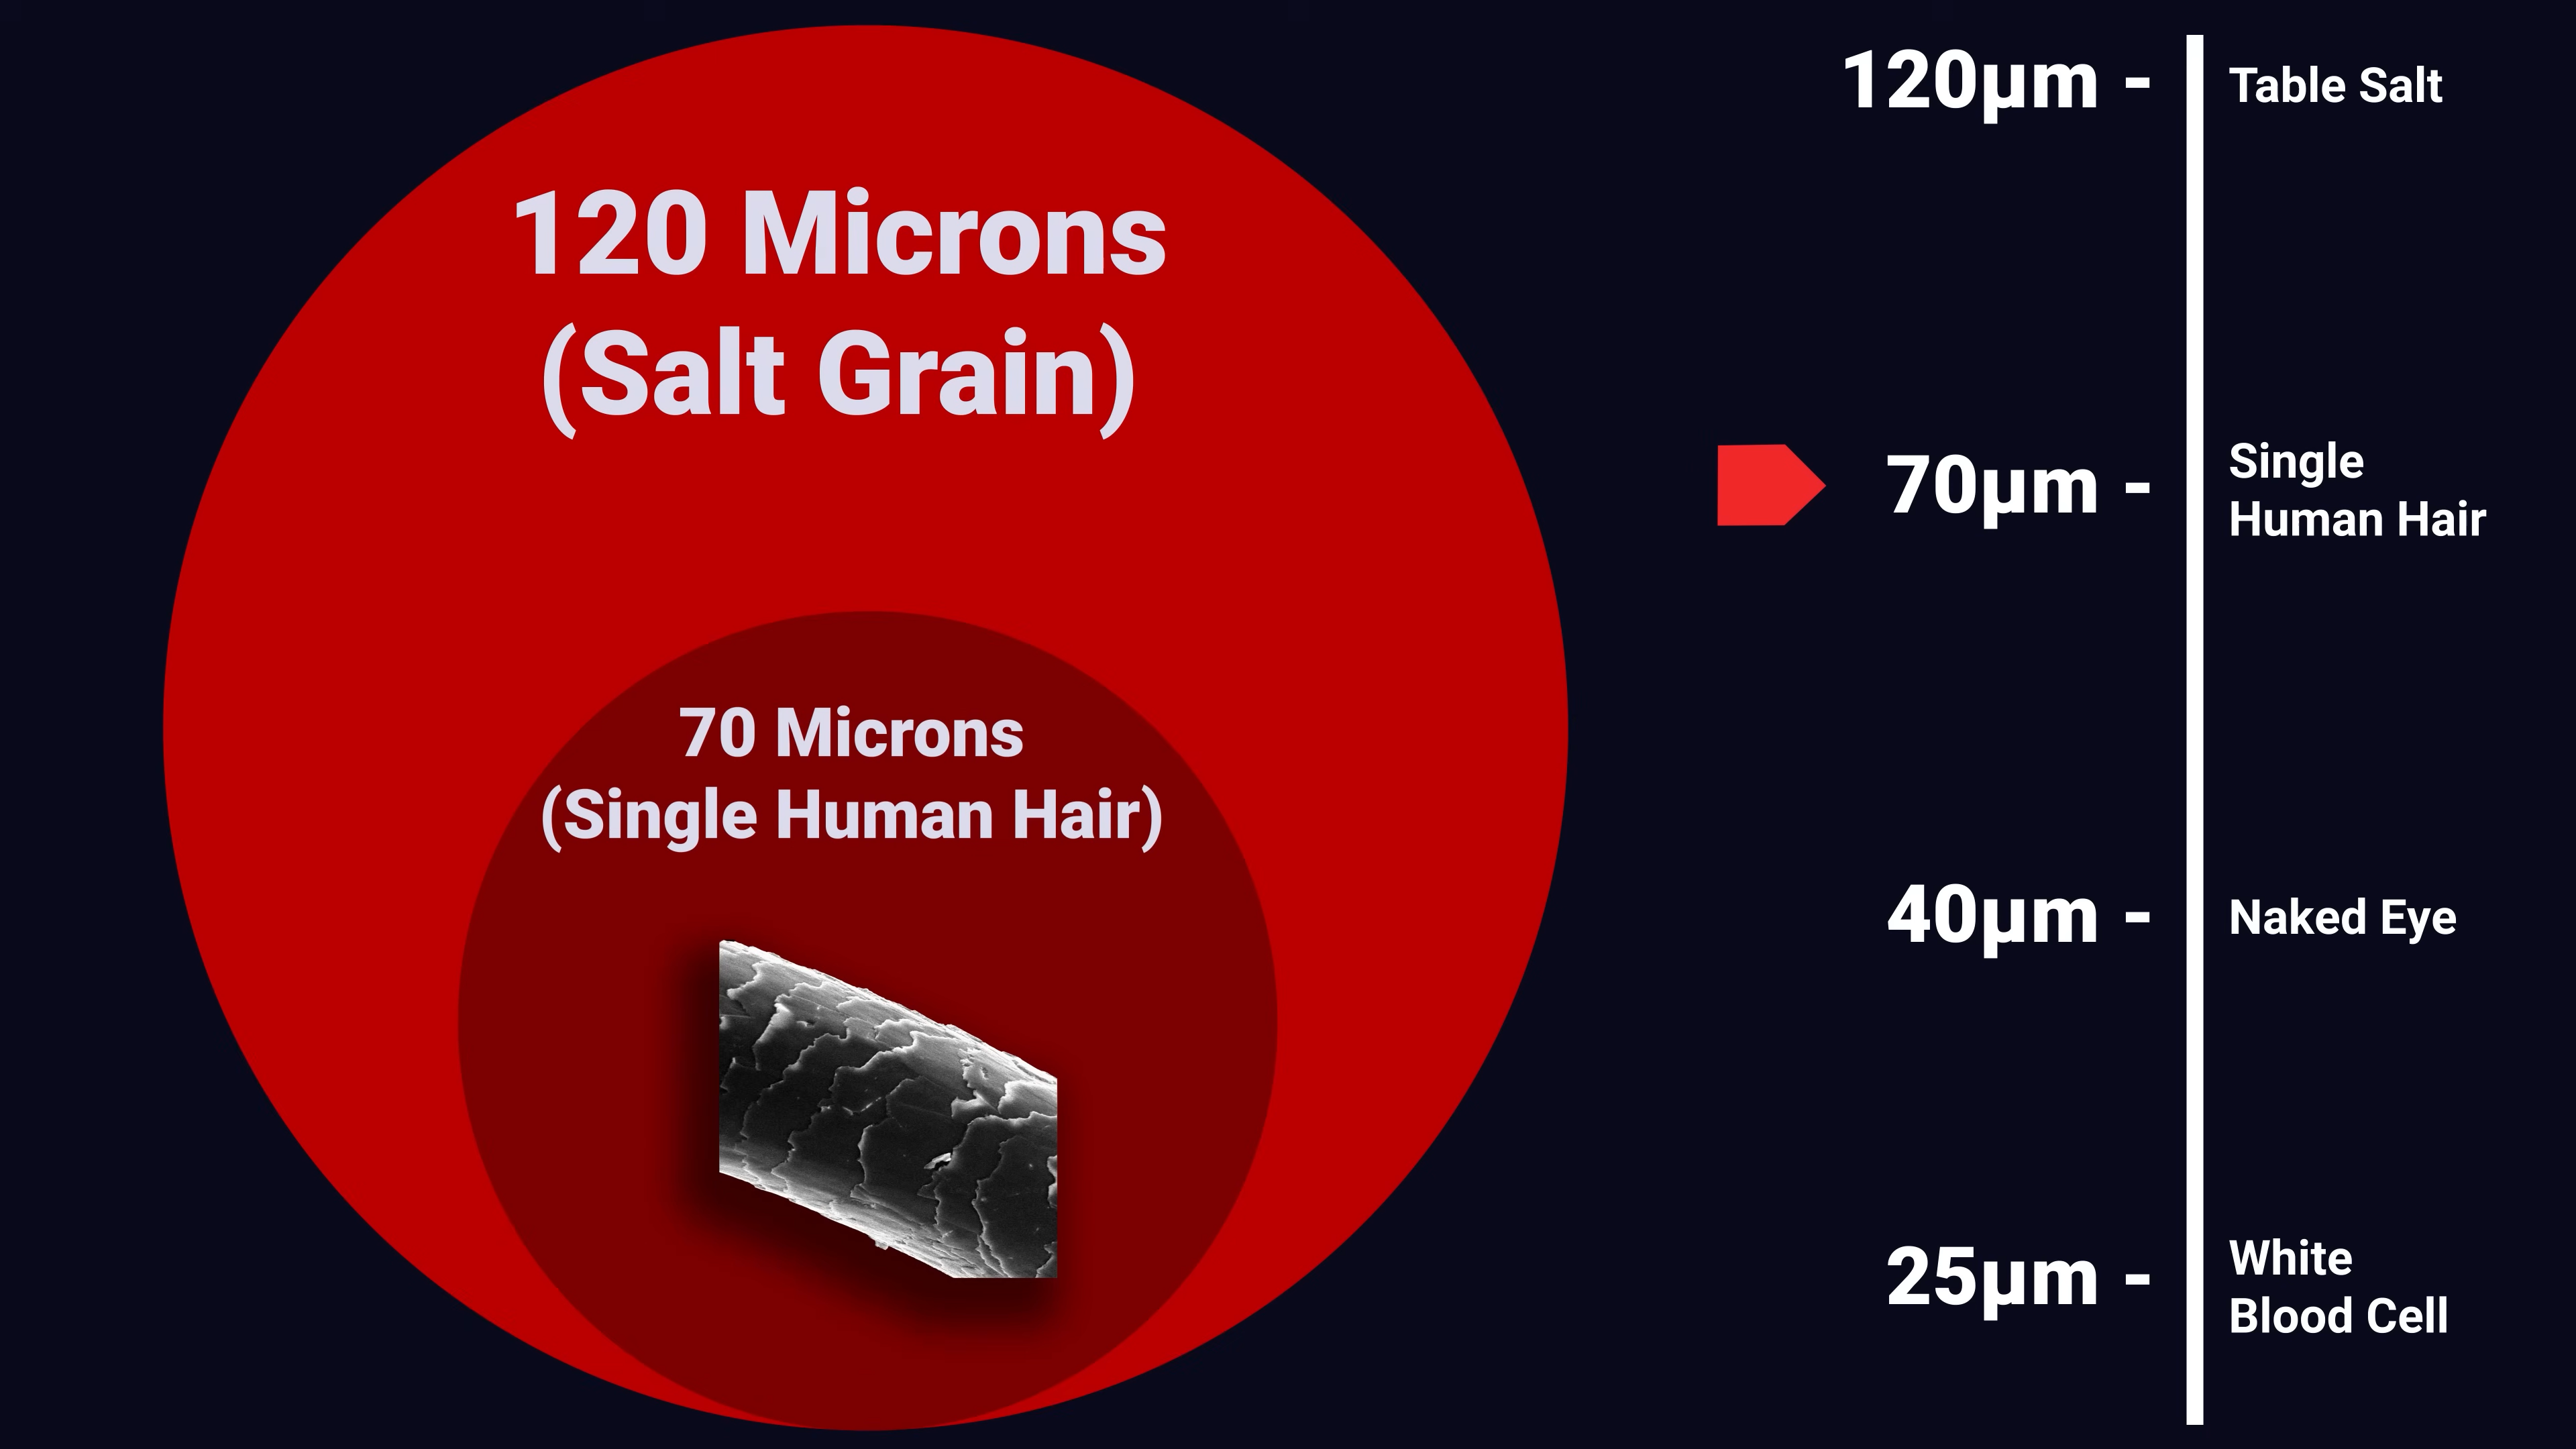 120 Microns
(Salt Grain)
70 Microns
(Single Human Hair)
120µm -
Table Salt
70µm -
Single
Human Hair
40µm -
Naked Eye
25µm -
White
Blood Cell